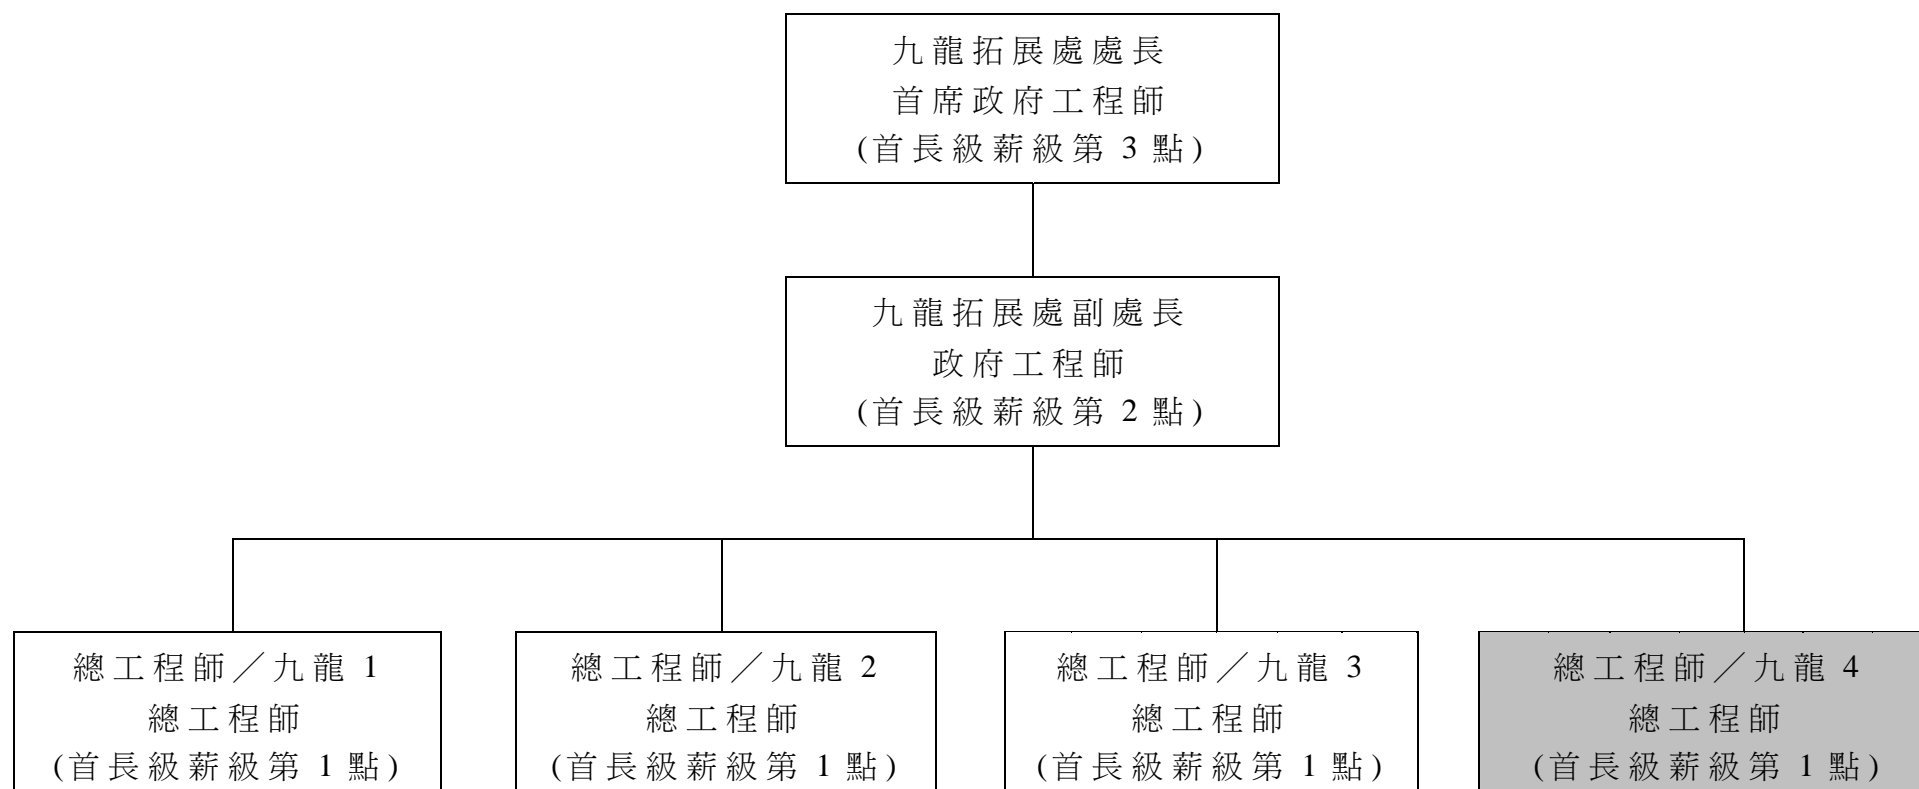 九龍拓展處處長
首席政府工程師
(首長級薪級第 3 點)
九龍拓展處副處長
政府工程師
(首長級薪級第 2 點)
總工程師／九龍 1
總工程師
(首長級薪級第 1 點)
總工程師／九龍 2
總工程師
(首長級薪級第 1 點)
總工程師／九龍 3
總工程師
(首長級薪級第 1 點)
總工程師／九龍 4
總工程師
(首長級薪級第 1 點)